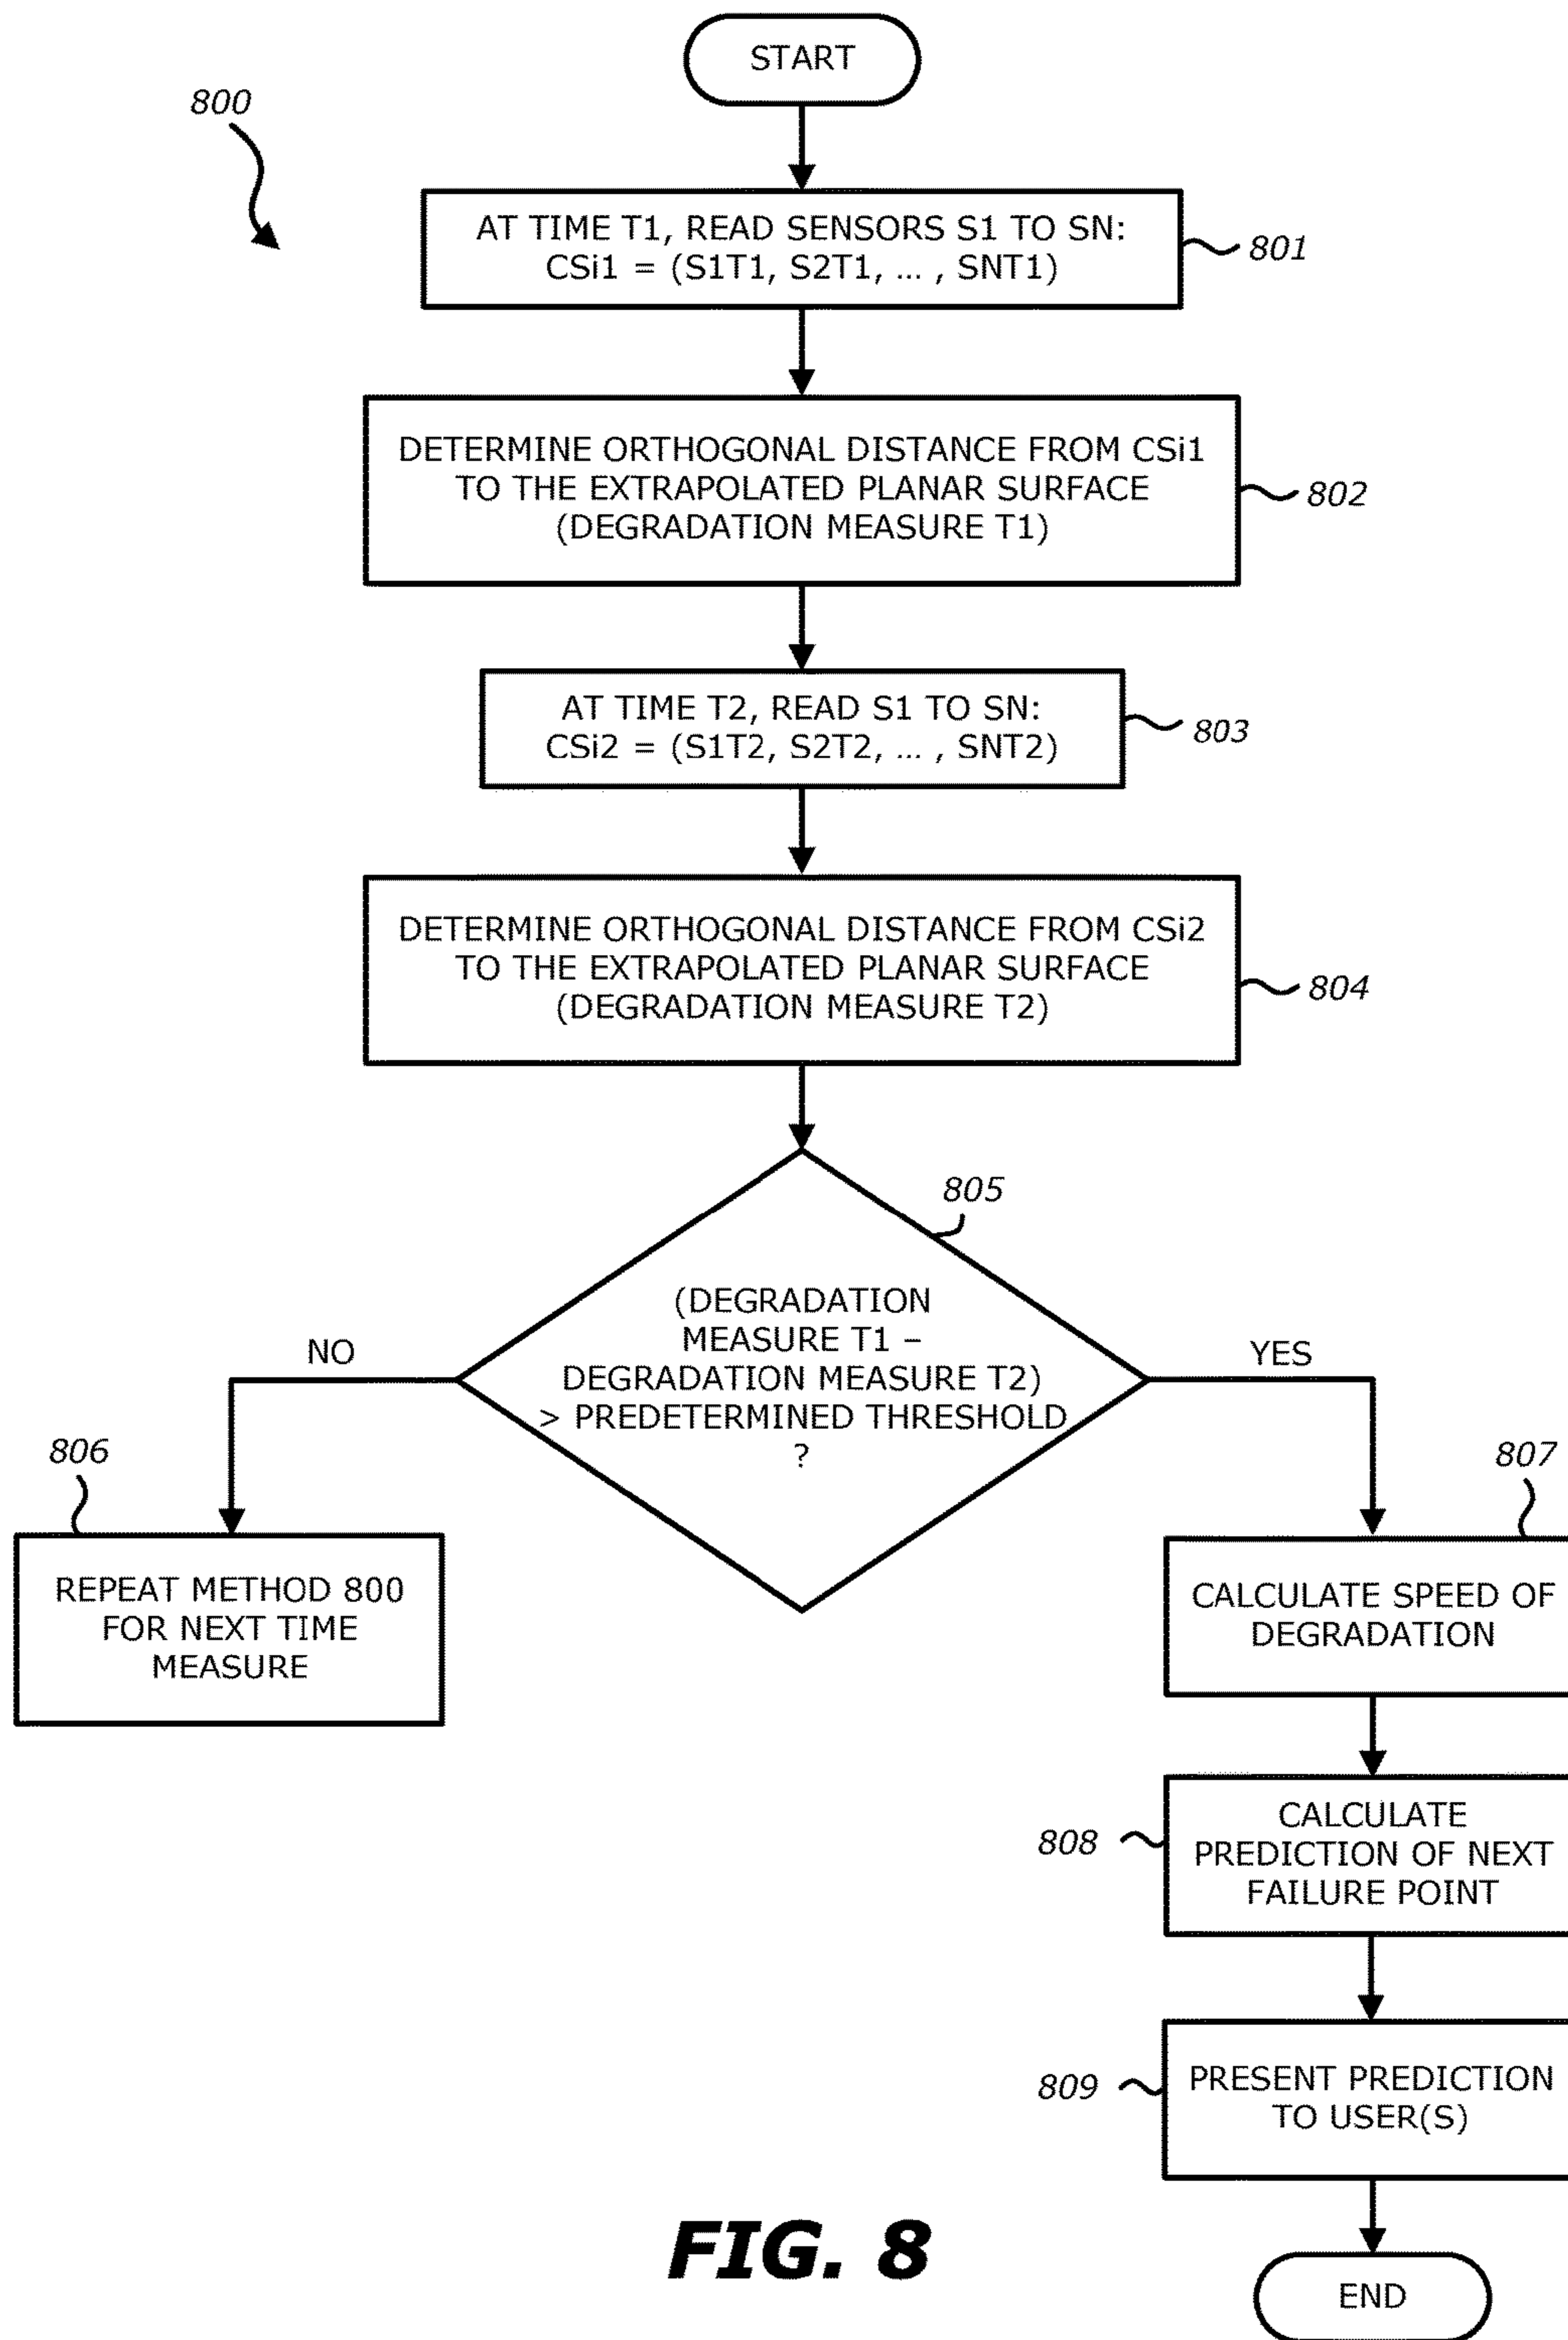 START
800
AT TIME T1, READ SENSORS S1 TO SN:
CSi1 = (S1T1, S2T1, ... , SNT1)
801
DETERMINE ORTHOGONAL DISTANCE FROM CSi1
TO THE EXTRAPOLATED PLANAR SURFACE
(DEGRADATION MEASURE T1)
802
AT TIME T2, READ S1 TO SN:
CSi2 = (S1T2, S2T2, ... , SNT2)
803
DETERMINE ORTHOGONAL DISTANCE FROM CSi2
TO THE EXTRAPOLATED PLANAR SURFACE
(DEGRADATION MEASURE T2)
804
805
(DEGRADATION
MEASURE T1 –
DEGRADATION MEASURE T2)
> PREDETERMINED THRESHOLD
?
NO
YES
806
REPEAT METHOD 800
FOR NEXT TIME
MEASURE
807
CALCULATE SPEED OF
DEGRADATION
808
CALCULATE
PREDICTION OF NEXT
FAILURE POINT
809
PRESENT PREDICTION
TO USER(S)
END
FIG. 8